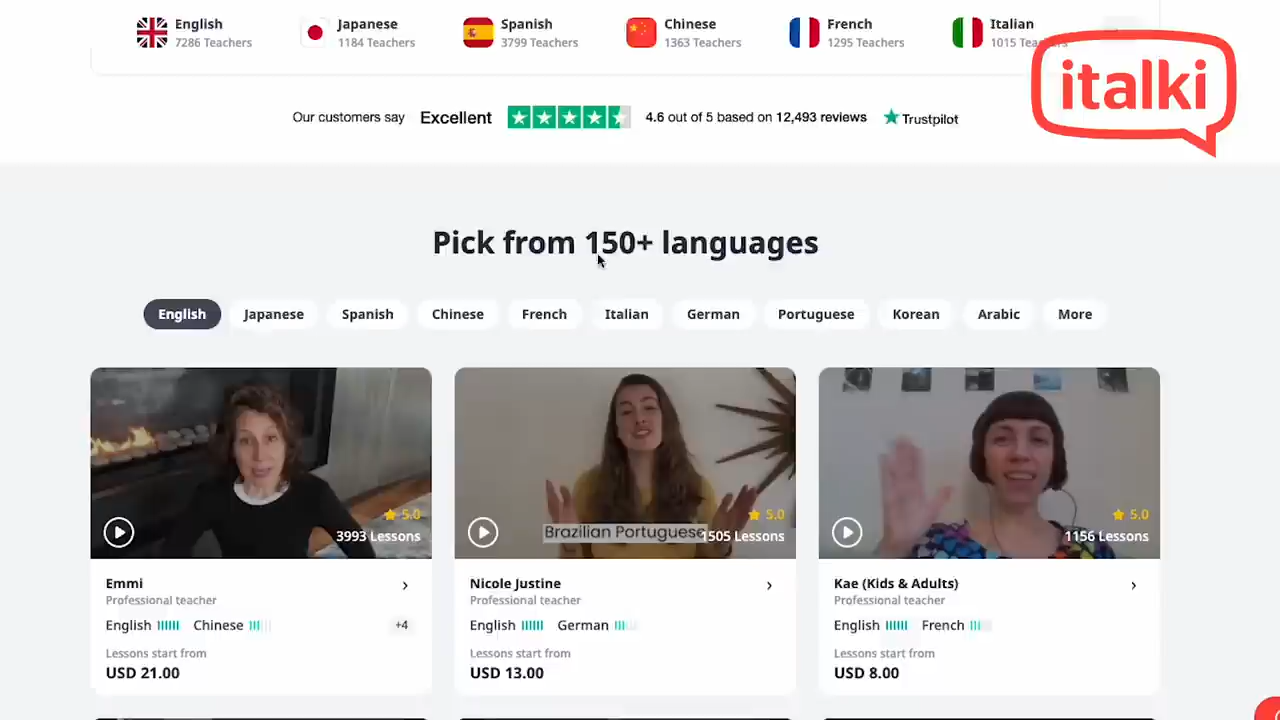 English
7286 Teachers
Japanese
1184 Teachers
Spanish
3799 Teachers
Chinese
1363 Teachers
French
1295 Teachers
Italian
1015 Teachers
italki
Our customers say Excellent 4.6 out of 5 based on 12,493 reviews Trustpilot
Pick from 150+ languages
English Japanese Spanish Chinese French Italian German Portuguese Korean Arabic More
5.0
3993 Lessons
Emmi
Professional teacher
English Chinese +4
Lessons start from
USD 21.00
5.0
Brazilian Portuguese
1505 Lessons
Nicole Justine
Professional teacher
English German
Lessons start from
USD 13.00
5.0
1156 Lessons
Kae (Kids & Adults)
Professional teacher
English French
Lessons start from
USD 8.00